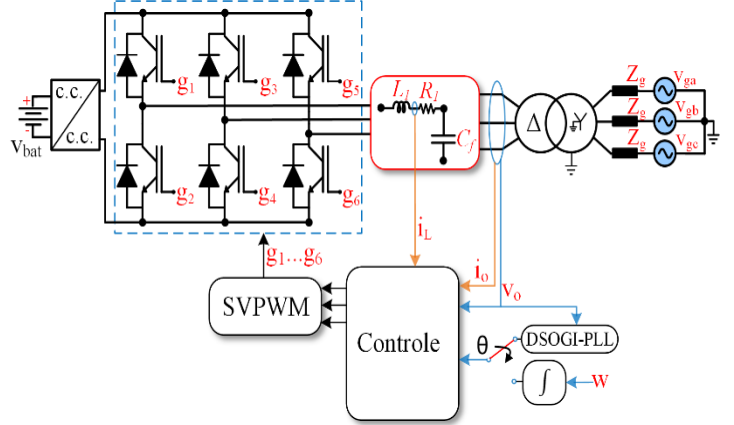 c.c.
c.c.
+
-
Vbat
g1
g3
g5
g2
g4
g6
L1 R1
Cf
Δ
Y
Zg
Vga
Zg
Vgb
Zg
Vgc
g1...g6
SVPWM
iL
io
vo
Controle
θ
DSOGI-PLL
∫
w